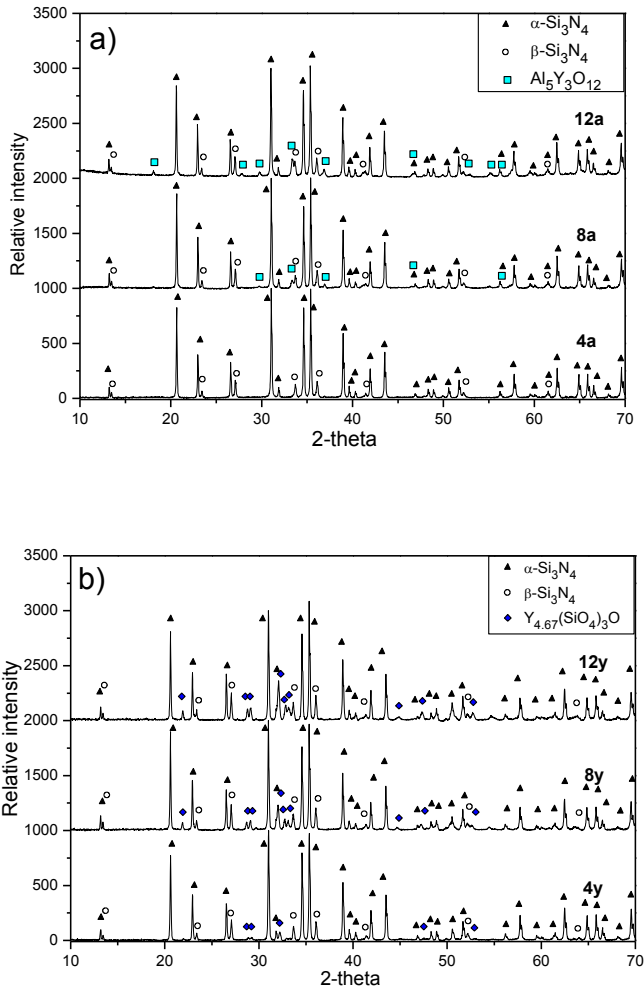 a)
α-Si₃N₄
β-Si₃N₄
Al₅Y₃O₁₂
12a
8a
4a
3500
3000
2500
2000
1500
1000
500
0
Relative intensity
10 20 30 40 50 60 70
2-theta
b)
α-Si₃N₄
β-Si₃N₄
Y₄.₆₇(SiO₄)₃O
12y
8y
4y
3500
3000
2500
2000
1500
1000
500
0
Relative intensity
10 20 30 40 50 60 70
2-theta